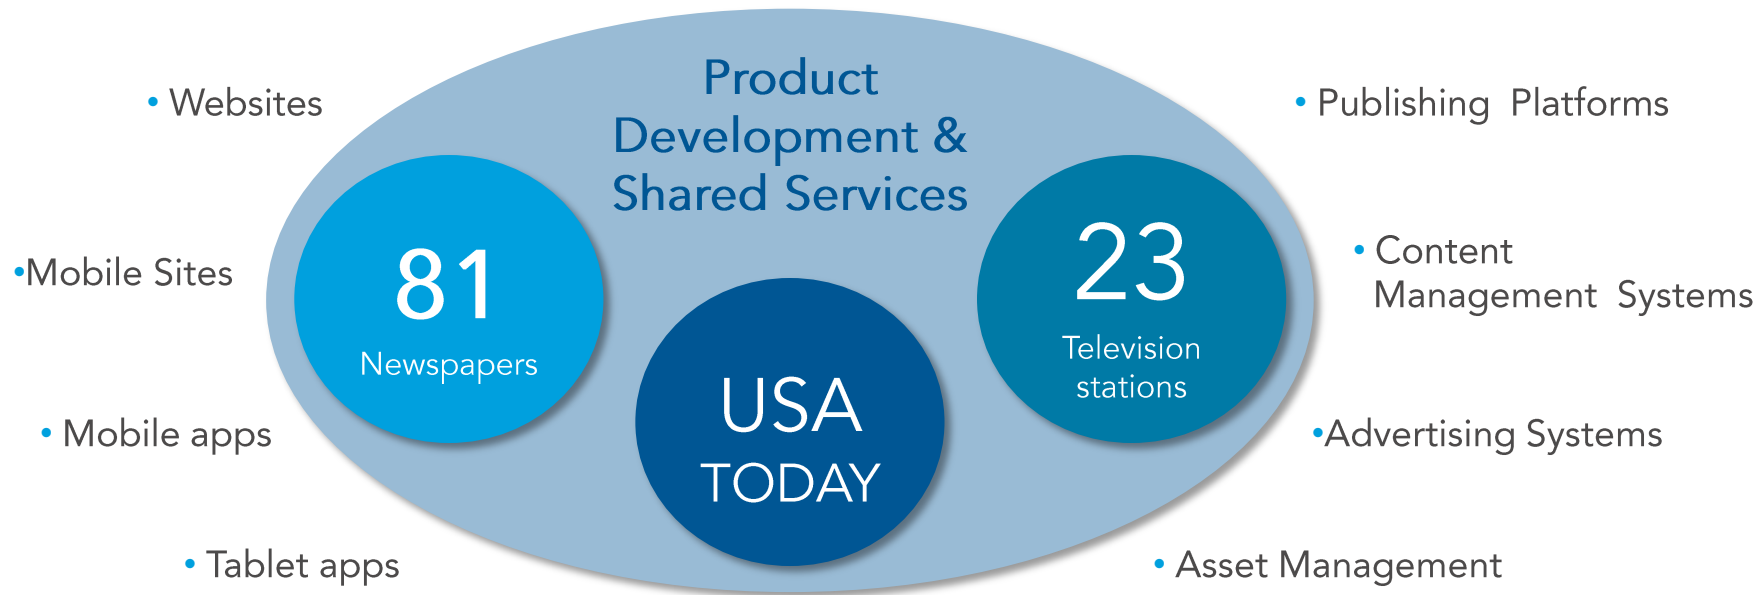 Product
Development &
Shared Services
• Websites
•Mobile Sites
• Mobile apps
• Tablet apps
81
Newspapers
USA
TODAY
23
Television
stations
• Publishing Platforms
• Content
Management Systems
•Advertising Systems
• Asset Management